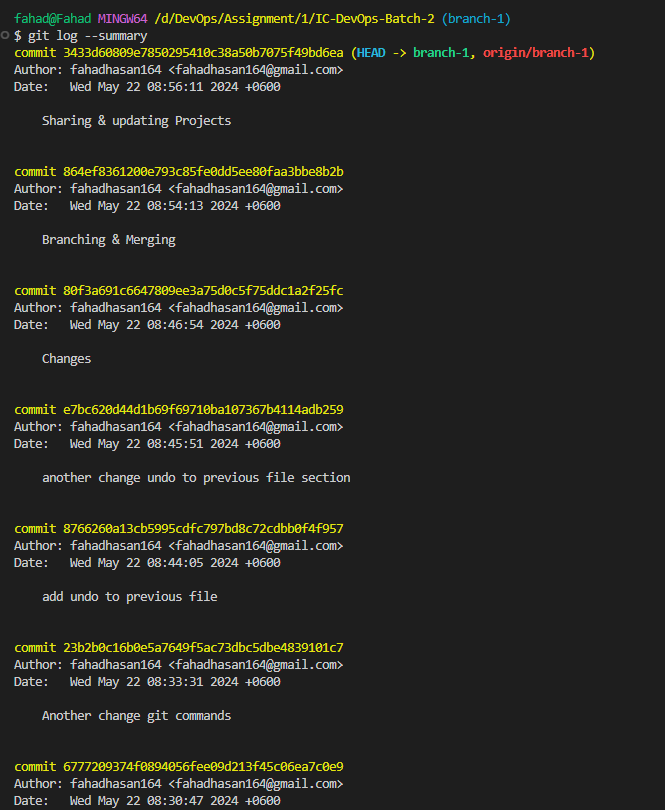 fahad@Fahad MINGW64 /d/DevOps/Assignment/1/IC-DevOps-Batch-2 (branch-1)
$ git log --summary
commit 3433d60809e7850295410c38a50b7075f49bd6ea (HEAD -> branch-1, origin/branch-1)
Author: fahadhasan164 <fahadhasan164@gmail.com>
Date:   Wed May 22 08:56:11 2024 +0600
Sharing & updating Projects
commit 864ef8361200e793c85fe0dd5ee80faa3bbe8b2b
Author: fahadhasan164 <fahadhasan164@gmail.com>
Date:   Wed May 22 08:54:13 2024 +0600
Branching & Merging
commit 80f3a691c6647809ee3a75d0c5f75ddc1a2f25fc
Author: fahadhasan164 <fahadhasan164@gmail.com>
Date:   Wed May 22 08:46:54 2024 +0600
Changes
commit e7bc620d44d1b69f69710ba107367b4114adb259
Author: fahadhasan164 <fahadhasan164@gmail.com>
Date:   Wed May 22 08:45:51 2024 +0600
another change undo to previous file section
commit 8766260a13cb5995cdfc797bd8c72cdbb0f4f957
Author: fahadhasan164 <fahadhasan164@gmail.com>
Date:   Wed May 22 08:44:05 2024 +0600
add undo to previous file
commit 23b2b0c16b0e5a7649f5ac73dbc5dbe4839101c7
Author: fahadhasan164 <fahadhasan164@gmail.com>
Date:   Wed May 22 08:33:31 2024 +0600
Another change git commands
commit 6777209374f0894056fee09d213f45c06ea7c0e9
Author: fahadhasan164 <fahadhasan164@gmail.com>
Date:   Wed May 22 08:30:47 2024 +0600